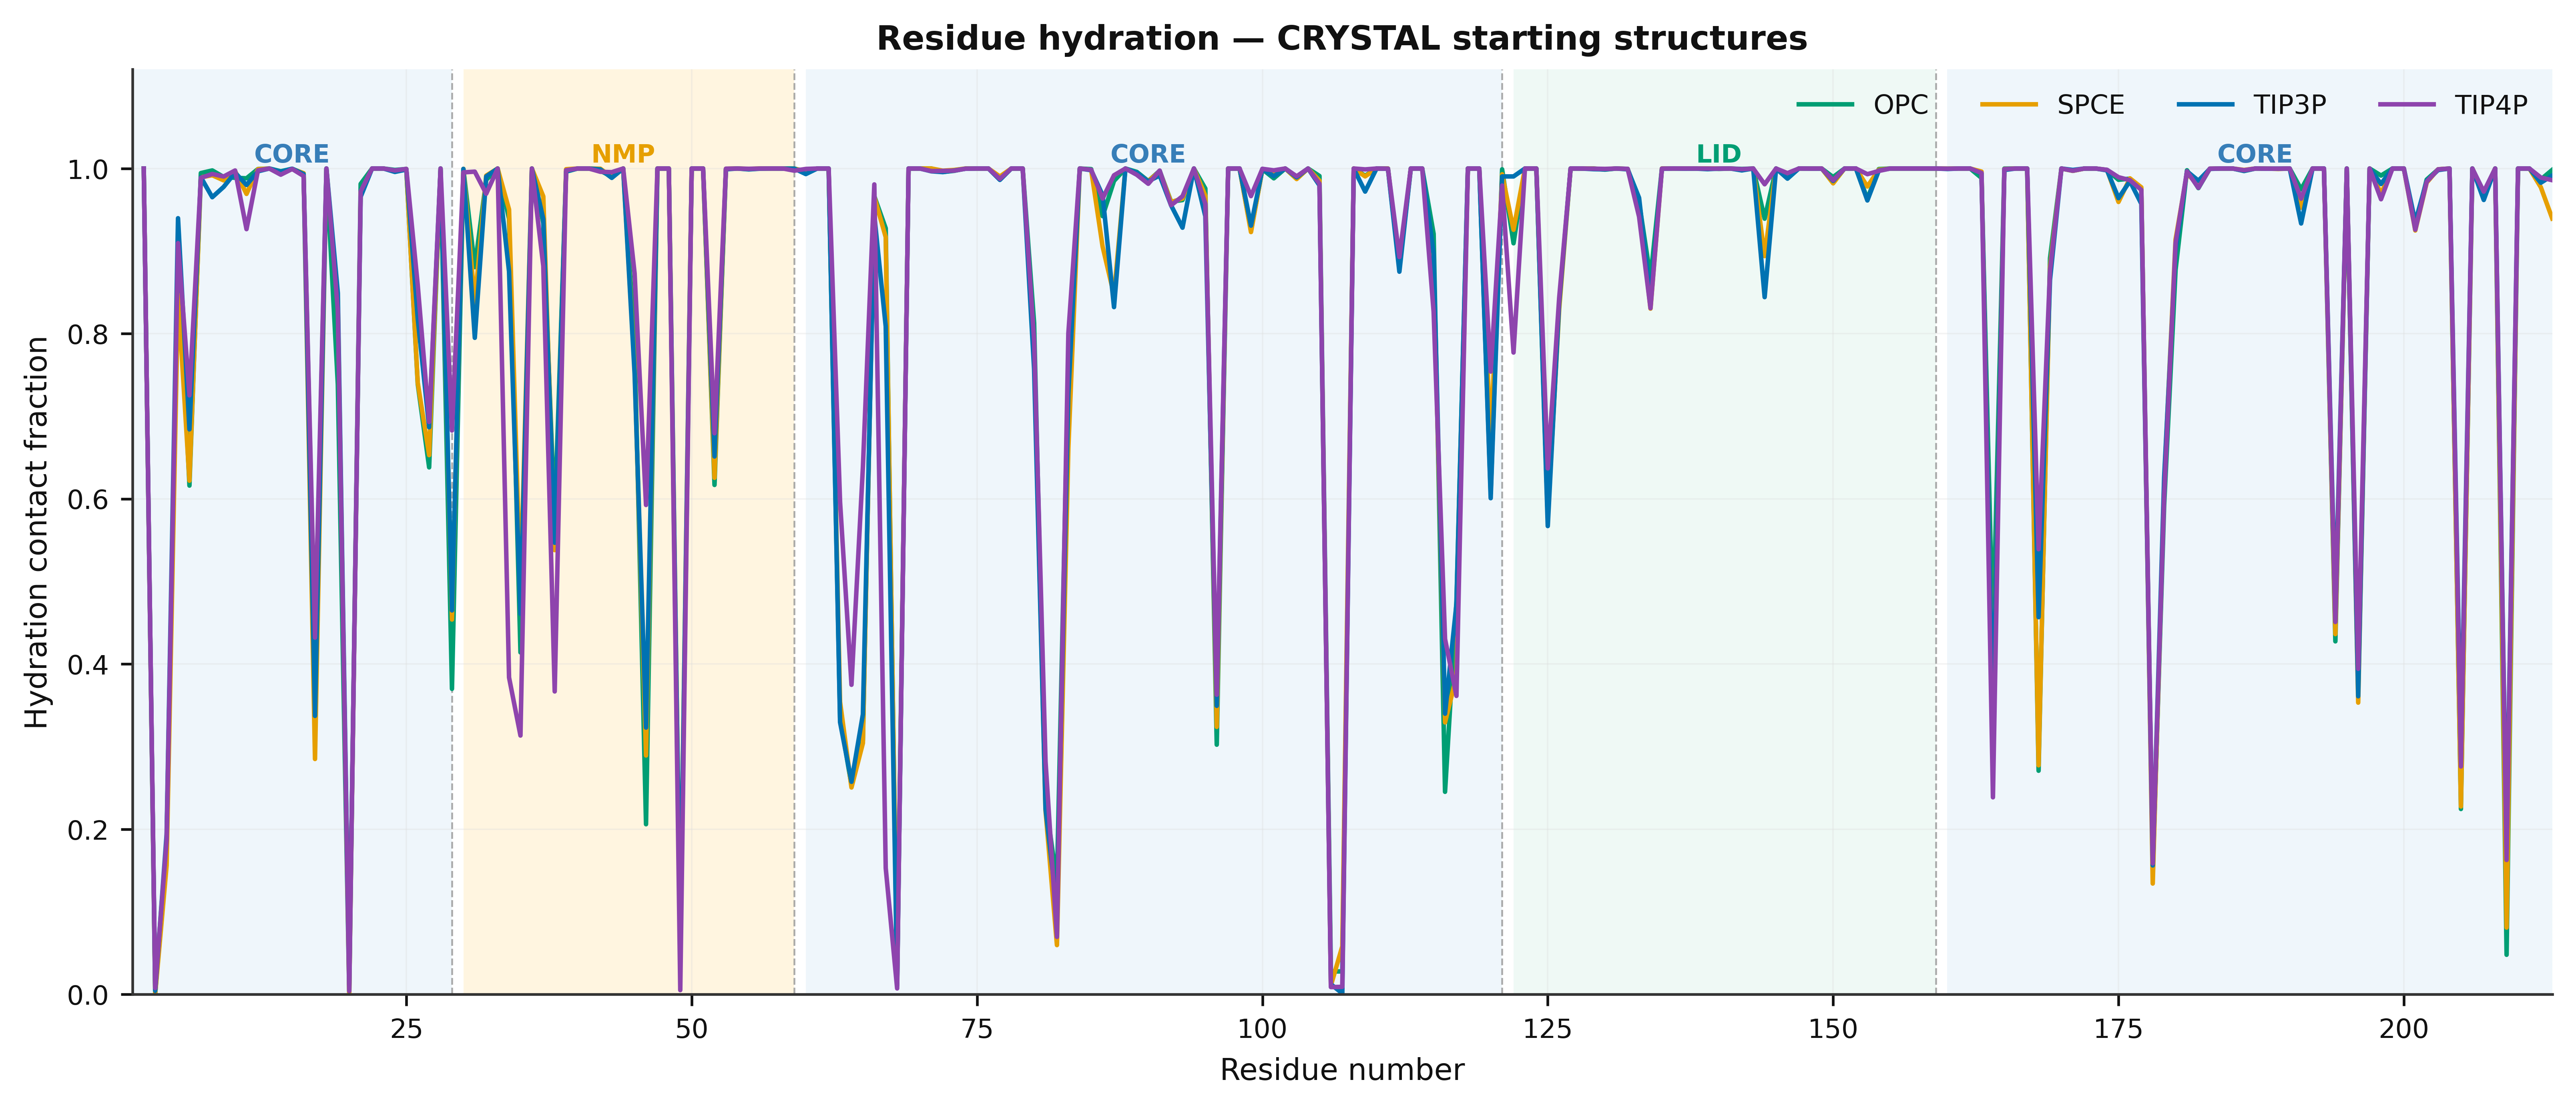 Residue hydration — CRYSTAL starting structures
OPC SPCE TIP3P TIP4P
CORE NMP CORE LID CORE
Hydration contact fraction
1.0
0.8
0.6
0.4
0.2
0.0
25 50 75 100 125 150 175 200
Residue number